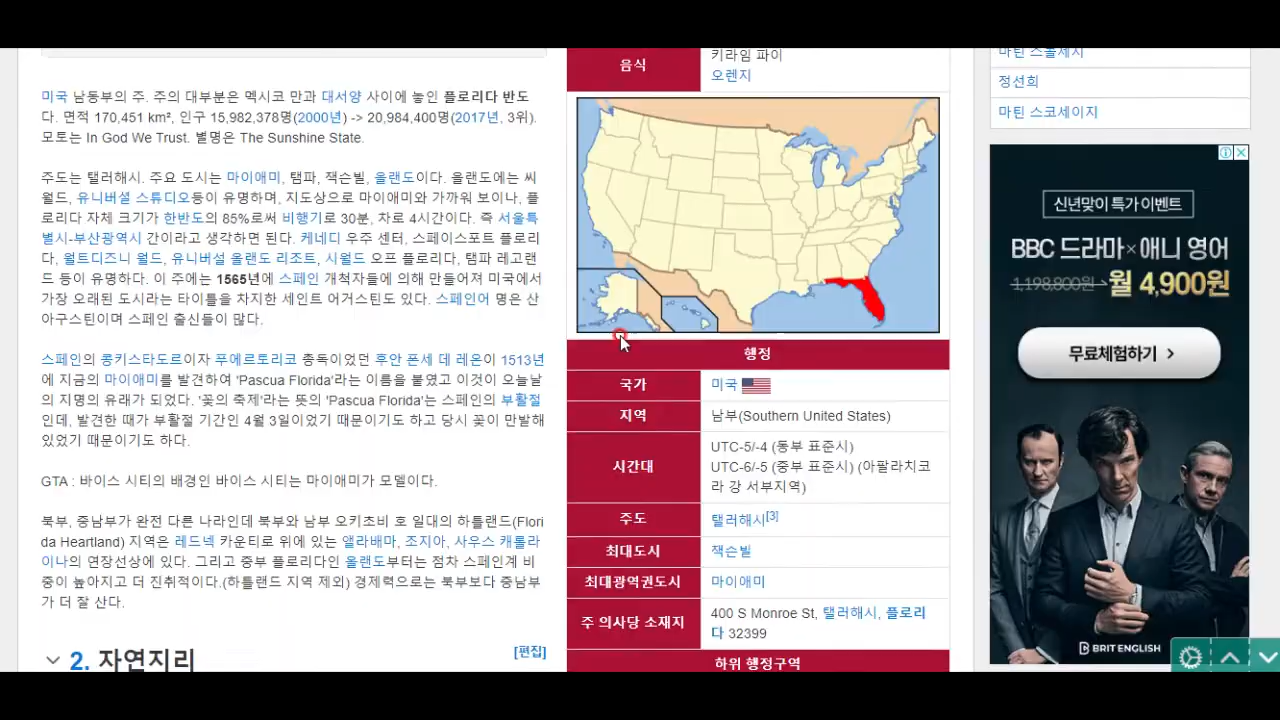 미국 남동부의 주. 주의 대부분은 멕시코 만과 대서양 사이에 놓인 플로리다 반도
다. 면적 170,451 km², 인구 15,982,378명(2000년) -> 20,984,400명(2017년, 3위).
모토는 In God We Trust. 별명은 The Sunshine State.
주도는 탤러해시. 주요 도시는 마이애미, 탬파, 잭슨빌, 올랜도이다. 올랜도에는 씨
월드, 유니버셜 스튜디오등이 유명하며, 지도상으로 마이애미와 가까워 보이나, 플
로리다 자체 크기가 한반도의 85%로써 비행기로 30분, 차로 4시간이다. 즉 서울특
별시-부산광역시 간이라고 생각하면 된다. 케네디 우주 센터, 스페이스포트 플로리
다, 월트디즈니 월드, 유니버셜 올랜도 리조트, 시월드 오프 플로리다, 탬파 레고랜
드 등이 유명하다. 이 주에는 1565년에 스페인 개척자들에 의해 만들어져 미국에서
가장 오래된 도시라는 타이틀을 차지한 세인트 어거스틴도 있다. 스페인어 명은 산
아구스틴이며 스페인 출신들이 많다.
스페인의 콩키스타도르이자 푸에르토리코 총독이었던 후안 폰세 데 레온이 1513년
에 지금의 마이애미를 발견하여 'Pascua Florida'라는 이름을 붙였고 이것이 오늘날
의 지명의 유래가 되었다. '꽃의 축제'라는 뜻의 'Pascua Florida'는 스페인의 부활절
인데, 발견한 때가 부활절 기간인 4월 3일이었기 때문이기도 하고 당시 꽃이 만발해
있었기 때문이기도 하다.
GTA : 바이스 시티의 배경인 바이스 시티는 마이애미가 모델이다.
북부, 중남부가 완전 다른 나라인데 북부와 남부 오키초비 호 일대의 하틀랜드(Flori
da Heartland) 지역은 레드넥 카운티로 위에 있는 앨라배마, 조지아, 사우스 캐롤라
이나의 연장선상에 있다. 그리고 중부 플로리다인 올랜도부터는 점차 스페인계 비
중이 높아지고 더 진취적이다.(하틀랜드 지역 제외) 경제력으로는 북부보다 중남부
가 더 잘 산다.
2. 자연지리 [편집]
음식
키라임 파이
오렌지
행정
국가 미국
지역 남부(Southern United States)
시간대
UTC-5/-4 (동부 표준시)
UTC-6/-5 (중부 표준시) (아팔라치코
라 강 서부지역)
주도 탤러해시[3]
최대도시 잭슨빌
최대광역권도시 마이애미
주 의사당 소재지
400 S Monroe St, 탤러해시, 플로리
다 32399
하위 행정구역
마틴 스콜세지
정선희
마틴 스코세이지
신년맞이 특가이벤트
BBC 드라마×애니 영어
1,198,800원 → 월 4,900원
무료체험하기 >
BRIT ENGLISH